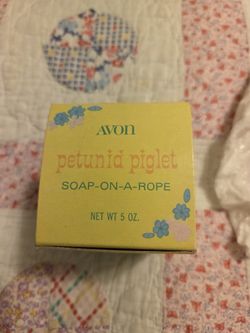 AVON
petunia piglet
SOAP-ON-A-ROPE
NET WT 5 OZ.